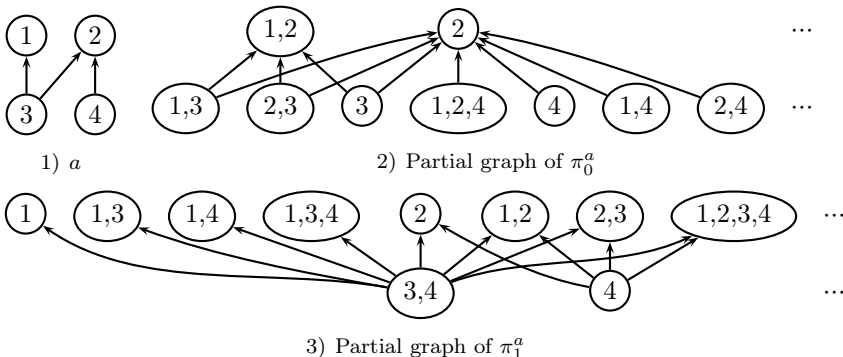 1 2 1,2 2 ...
3 4 1,3 2,3 3 1,2,4 4 1,4 2,4 ...
1) a 2) Partial graph of π₀ᵃ
1 1,3 1,4 1,3,4 2 1,2 2,3 1,2,3,4 ...
3,4 4 ...
3) Partial graph of π₁ᵃ